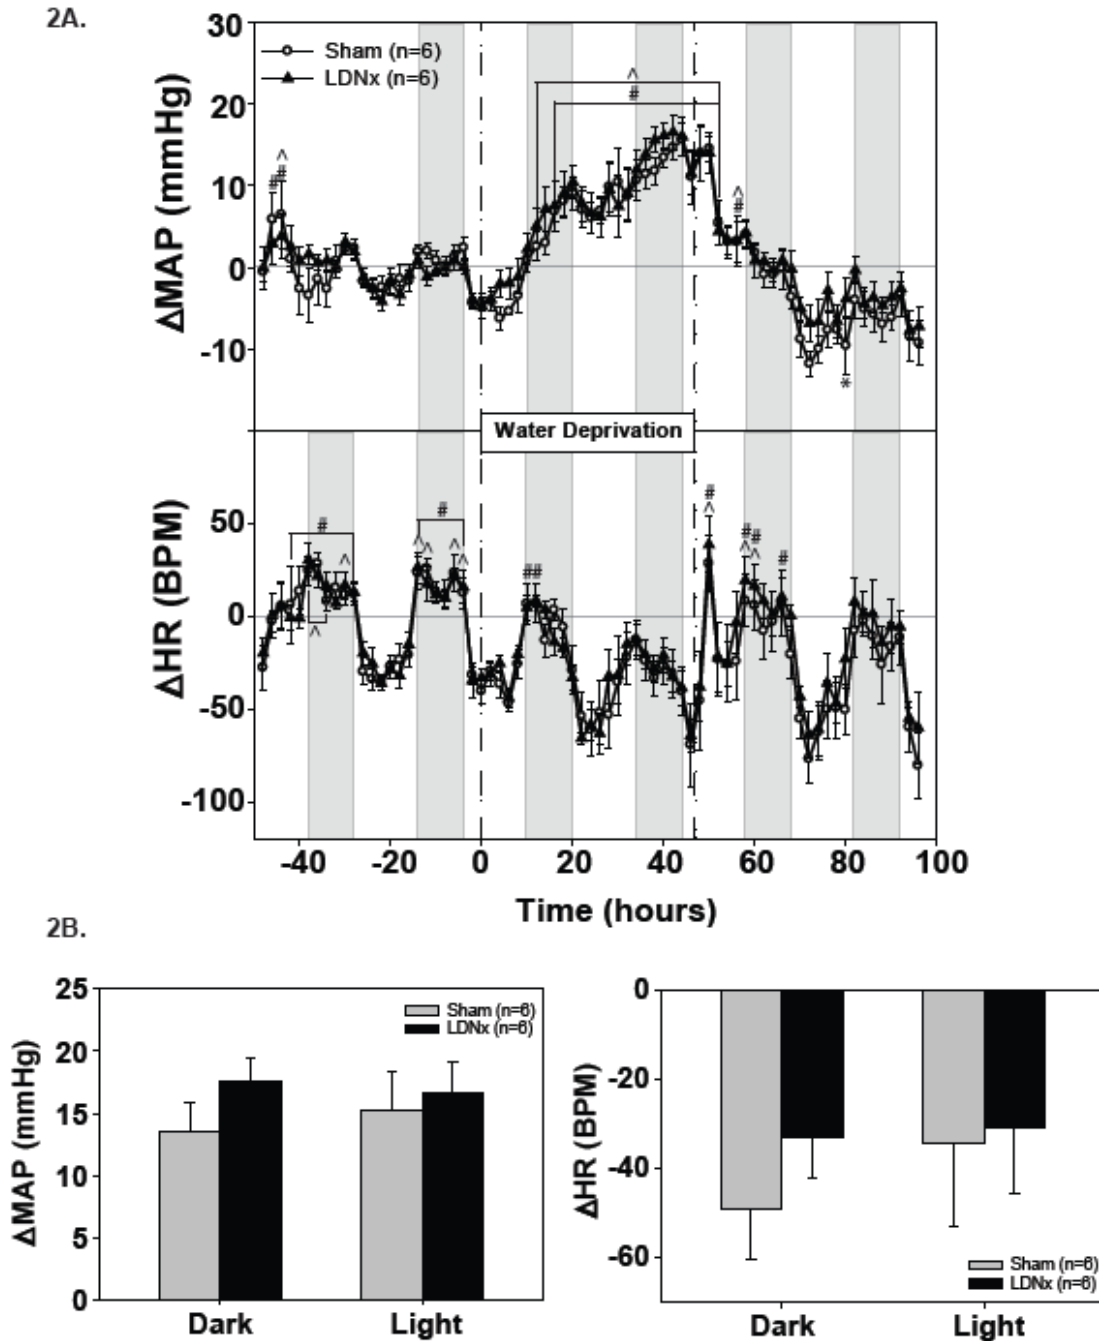 2A.
30
Sham (n=6)
LDNx (n=6)
^
#
20
ΔMAP (mmHg)
^
##
10
^
#
0
-10
*
Water Deprivation
#
^
50
#
#
^ ^ ^ ^ ^
##
# #
^ ^
#
ΔHR (BPM)
0
^
-50
-100
-40 -20 0 20 40 60 80 100
Time (hours)
2B.
25
Sham (n=6)
LDNx (n=6)
20
ΔMAP (mmHg)
15
10
5
0
Dark Light
0
-20
ΔHR (BPM)
-40
-60
Sham (n=6)
LDNx (n=6)
Dark Light